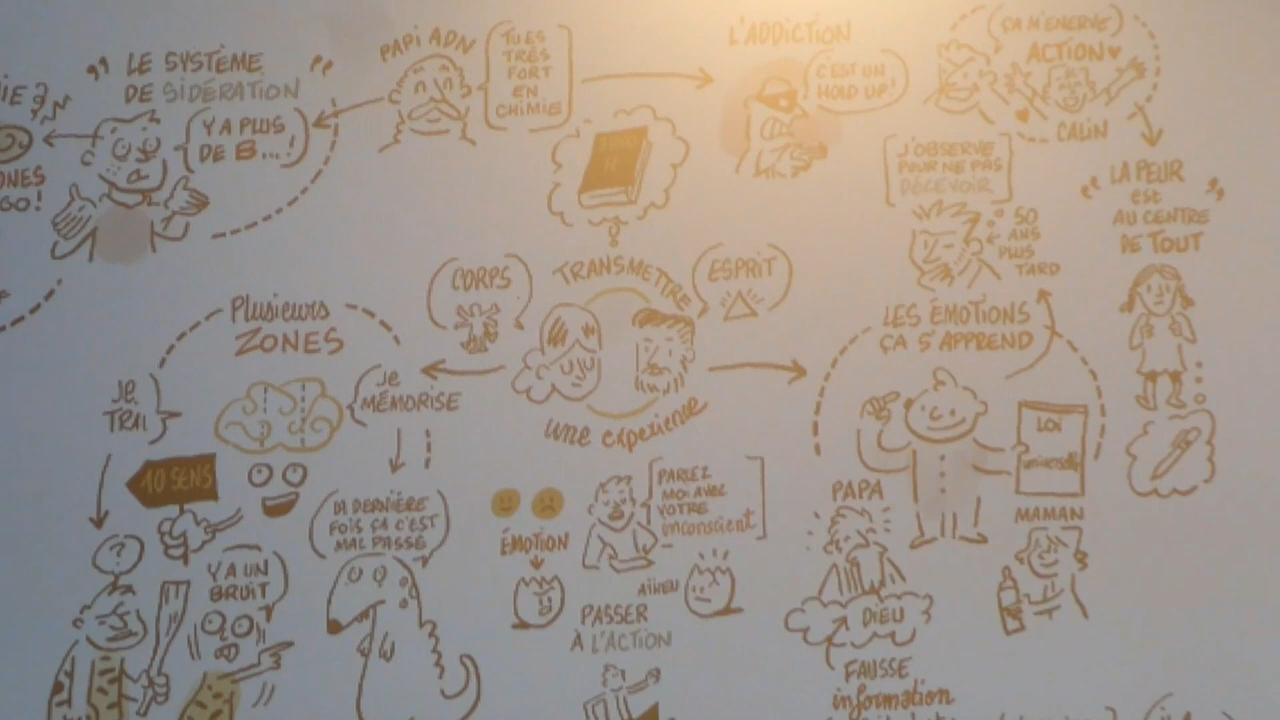 " LE SYSTÈME
DE SIDÉRATION "
Y A PLUS
DE B...
GO!
PAPI ADN
TU ES
TRÈS
FORT
EN
CHIMIE
L'ADDICTION
C'EST UN
HOLD UP!
ÇA M'ENERVE
ACTION
CALIN
J'OBSERVE
POUR NE PAS
DÉCEVOIR
50
ANS
PLUS
TARD
" LA PEUR "
est
AU CENTRE
DE TOUT
CORPS
TRANSMETTRE
ESPRIT
une expérience
Plusieurs
ZONES
JE
TRAI
Je
MÉMORISE
10 SENS
Y A UN
BRUIT
LA DERNIÈRE
FOIS ÇA C'EST
MAL PASSÉ
ÉMOTION
PARLEZ
MOI AVEC
VOTRE
inconscient
PASSER
À L'ACTION
LES ÉMOTIONS
ÇA S'APPREND
LOI
universelle
PAPA
MAMAN
DIEU
FAUSSE
information